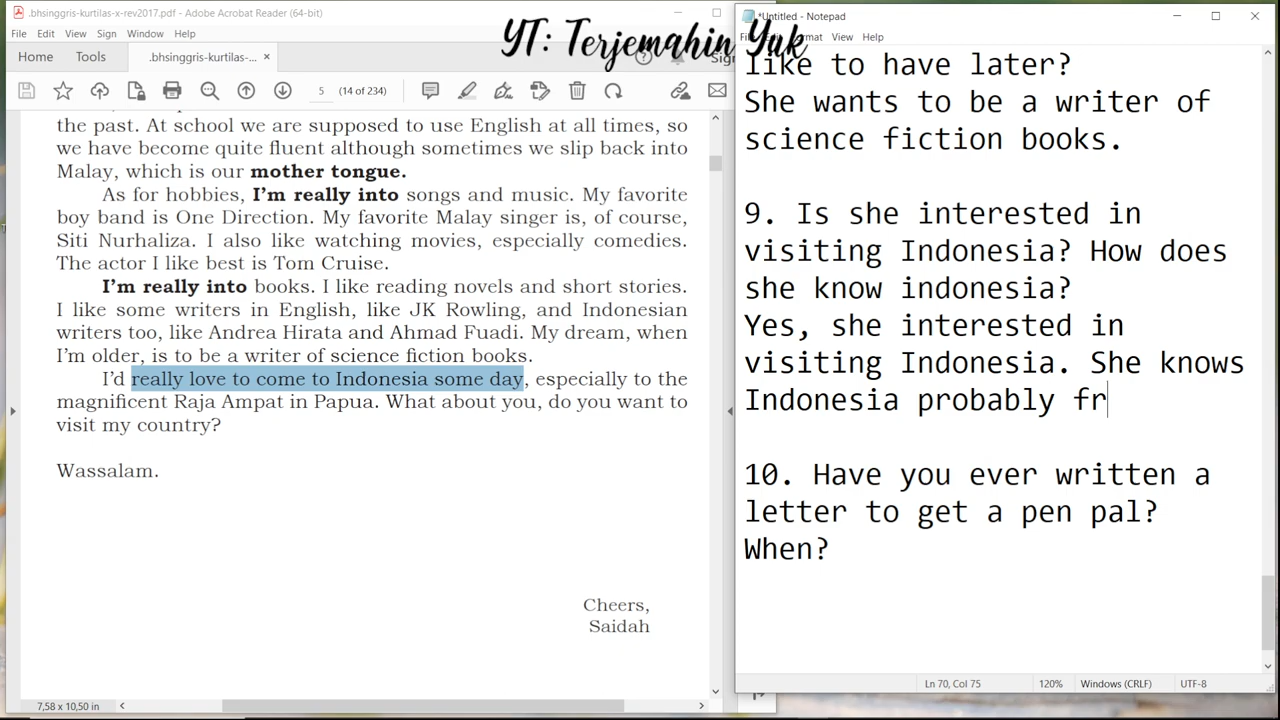 .bhsinggris-kurtilas-x-rev2017.pdf - Adobe Acrobat Reader (64-bit)
File Edit View Sign Window Help
Home Tools .bhsinggris-kurtilas-... × Sign
5 (14 of 234)
the past. At school we are supposed to use English at all times, so
we have become quite fluent although sometimes we slip back into
Malay, which is our mother tongue.
As for hobbies, I'm really into songs and music. My favorite
boy band is One Direction. My favorite Malay singer is, of course,
Siti Nurhaliza. I also like watching movies, especially comedies.
The actor I like best is Tom Cruise.
I'm really into books. I like reading novels and short stories.
I like some writers in English, like JK Rowling, and Indonesian
writers too, like Andrea Hirata and Ahmad Fuadi. My dream, when
I'm older, is to be a writer of science fiction books.
I'd really love to come to Indonesia some day, especially to the
magnificent Raja Ampat in Papua. What about you, do you want to
visit my country?
Wassalam.
Cheers,
Saidah
7,58 x 10,50 in
YT: Terjemahin Yuk
*Untitled - Notepad
View Help
like to have later?
She wants to be a writer of
science fiction books.
9. Is she interested in
visiting Indonesia? How does
she know indonesia?
Yes, she interested in
visiting Indonesia. She knows
Indonesia probably fr
10. Have you ever written a
letter to get a pen pal?
When?
Ln 70, Col 75 120% Windows (CRLF) UTF-8